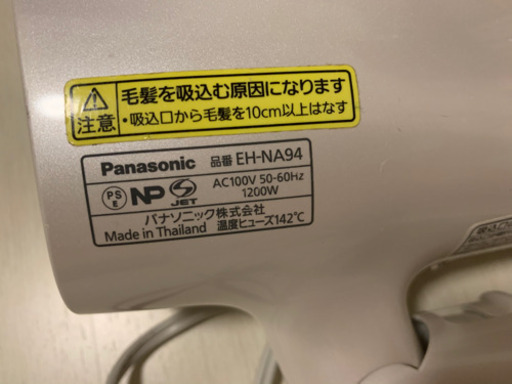 毛髪を吸込む原因になります
注意
・吸込口から毛髪を10cm以上はなす
Panasonic 品番 EH-NA94
PS E NP S JET
AC100V 50-60Hz
1200W
パナソニック株式会社
Made in Thailand 温度ヒューズ142℃